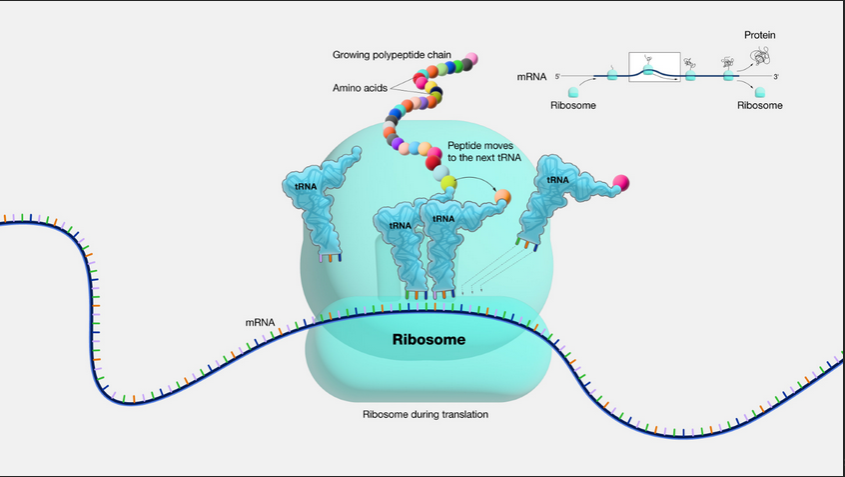 Growing polypeptide chain
Amino acids
Peptide moves
to the next tRNA
tRNA
tRNA
tRNA
tRNA
mRNA
Ribosome
Ribosome during translation
Protein
mRNA 5' 3'
Ribosome Ribosome